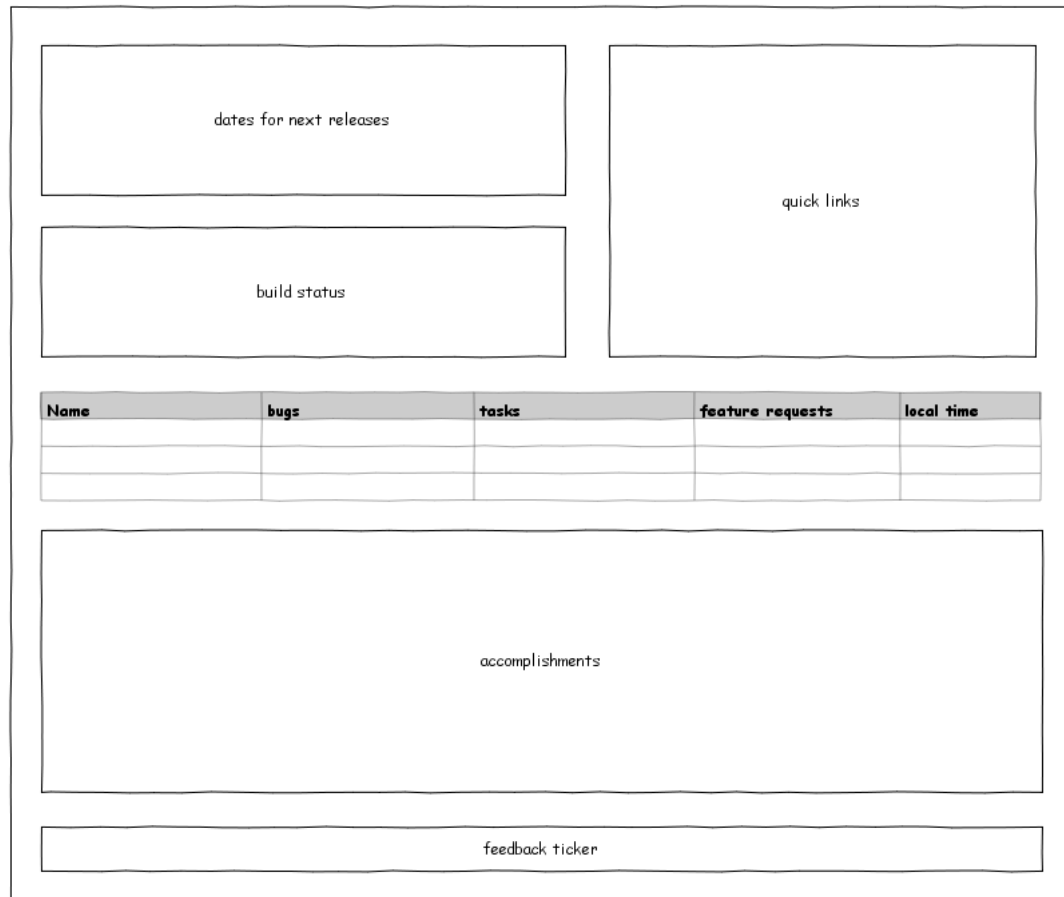 dates for next releases
quick links
build status
Name bugs tasks feature requests local time
accomplishments
feedback ticker